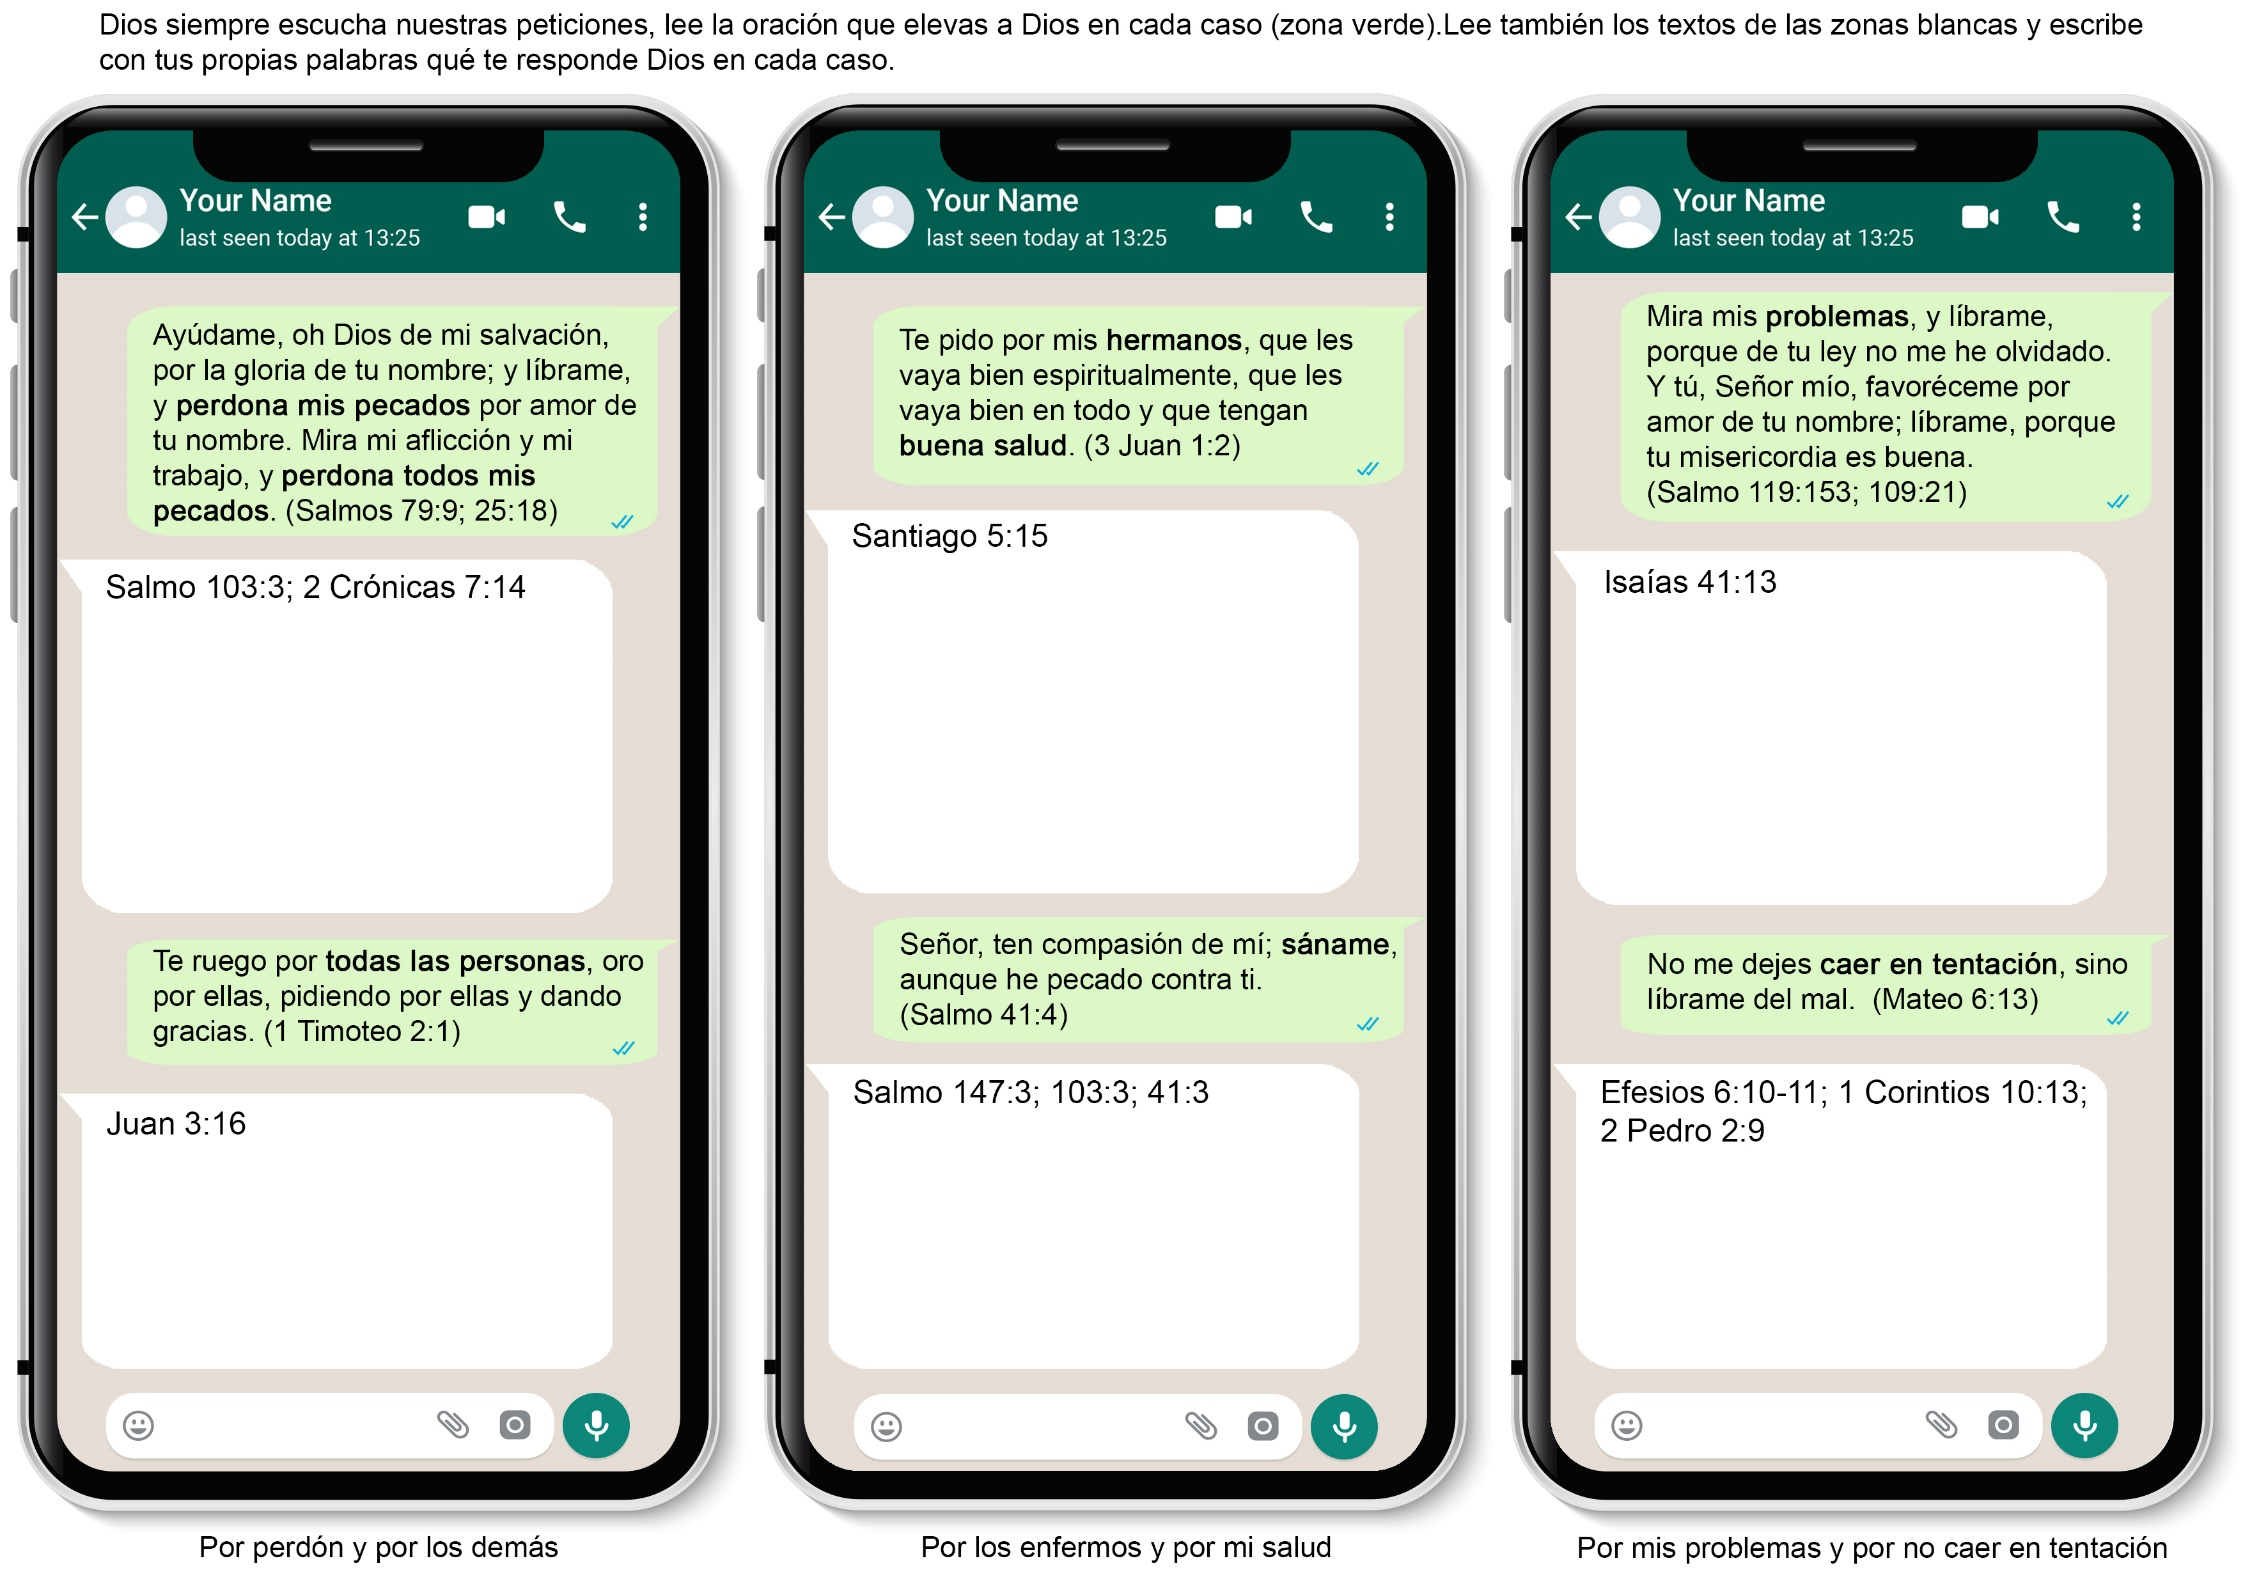 Dios siempre escucha nuestras peticiones, lee la oración que elevas a Dios en cada caso (zona verde).Lee también los textos de las zonas blancas y escribe
con tus propias palabras qué te responde Dios en cada caso.
Your Name
last seen today at 13:25
Ayúdame, oh Dios de mi salvación,
por la gloria de tu nombre; y líbrame,
y perdona mis pecados por amor de
tu nombre. Mira mi aflicción y mi
trabajo, y perdona todos mis
pecados. (Salmos 79:9; 25:18)
Salmo 103:3; 2 Crónicas 7:14
Te ruego por todas las personas, oro
por ellas, pidiendo por ellas y dando
gracias. (1 Timoteo 2:1)
Juan 3:16
Por perdón y por los demás
Your Name
last seen today at 13:25
Te pido por mis hermanos, que les
vaya bien espiritualmente, que les
vaya bien en todo y que tengan
buena salud. (3 Juan 1:2)
Santiago 5:15
Señor, ten compasión de mí; sáname,
aunque he pecado contra ti.
(Salmo 41:4)
Salmo 147:3; 103:3; 41:3
Por los enfermos y por mi salud
Your Name
last seen today at 13:25
Mira mis problemas, y líbrame,
porque de tu ley no me he olvidado.
Y tú, Señor mío, favoréceme por
amor de tu nombre; líbrame, porque
tu misericordia es buena.
(Salmo 119:153; 109:21)
Isaías 41:13
No me dejes caer en tentación, sino
líbrame del mal.  (Mateo 6:13)
Efesios 6:10-11; 1 Corintios 10:13;
2 Pedro 2:9
Por mis problemas y por no caer en tentación